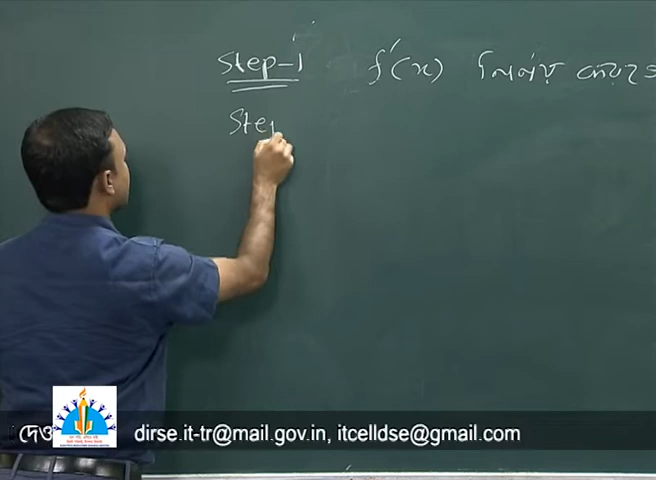 Step-1 f'(x) নির্ণয় করতে
Step
দেও dirse.it-tr@mail.gov.in, itcelldse@gmail.com